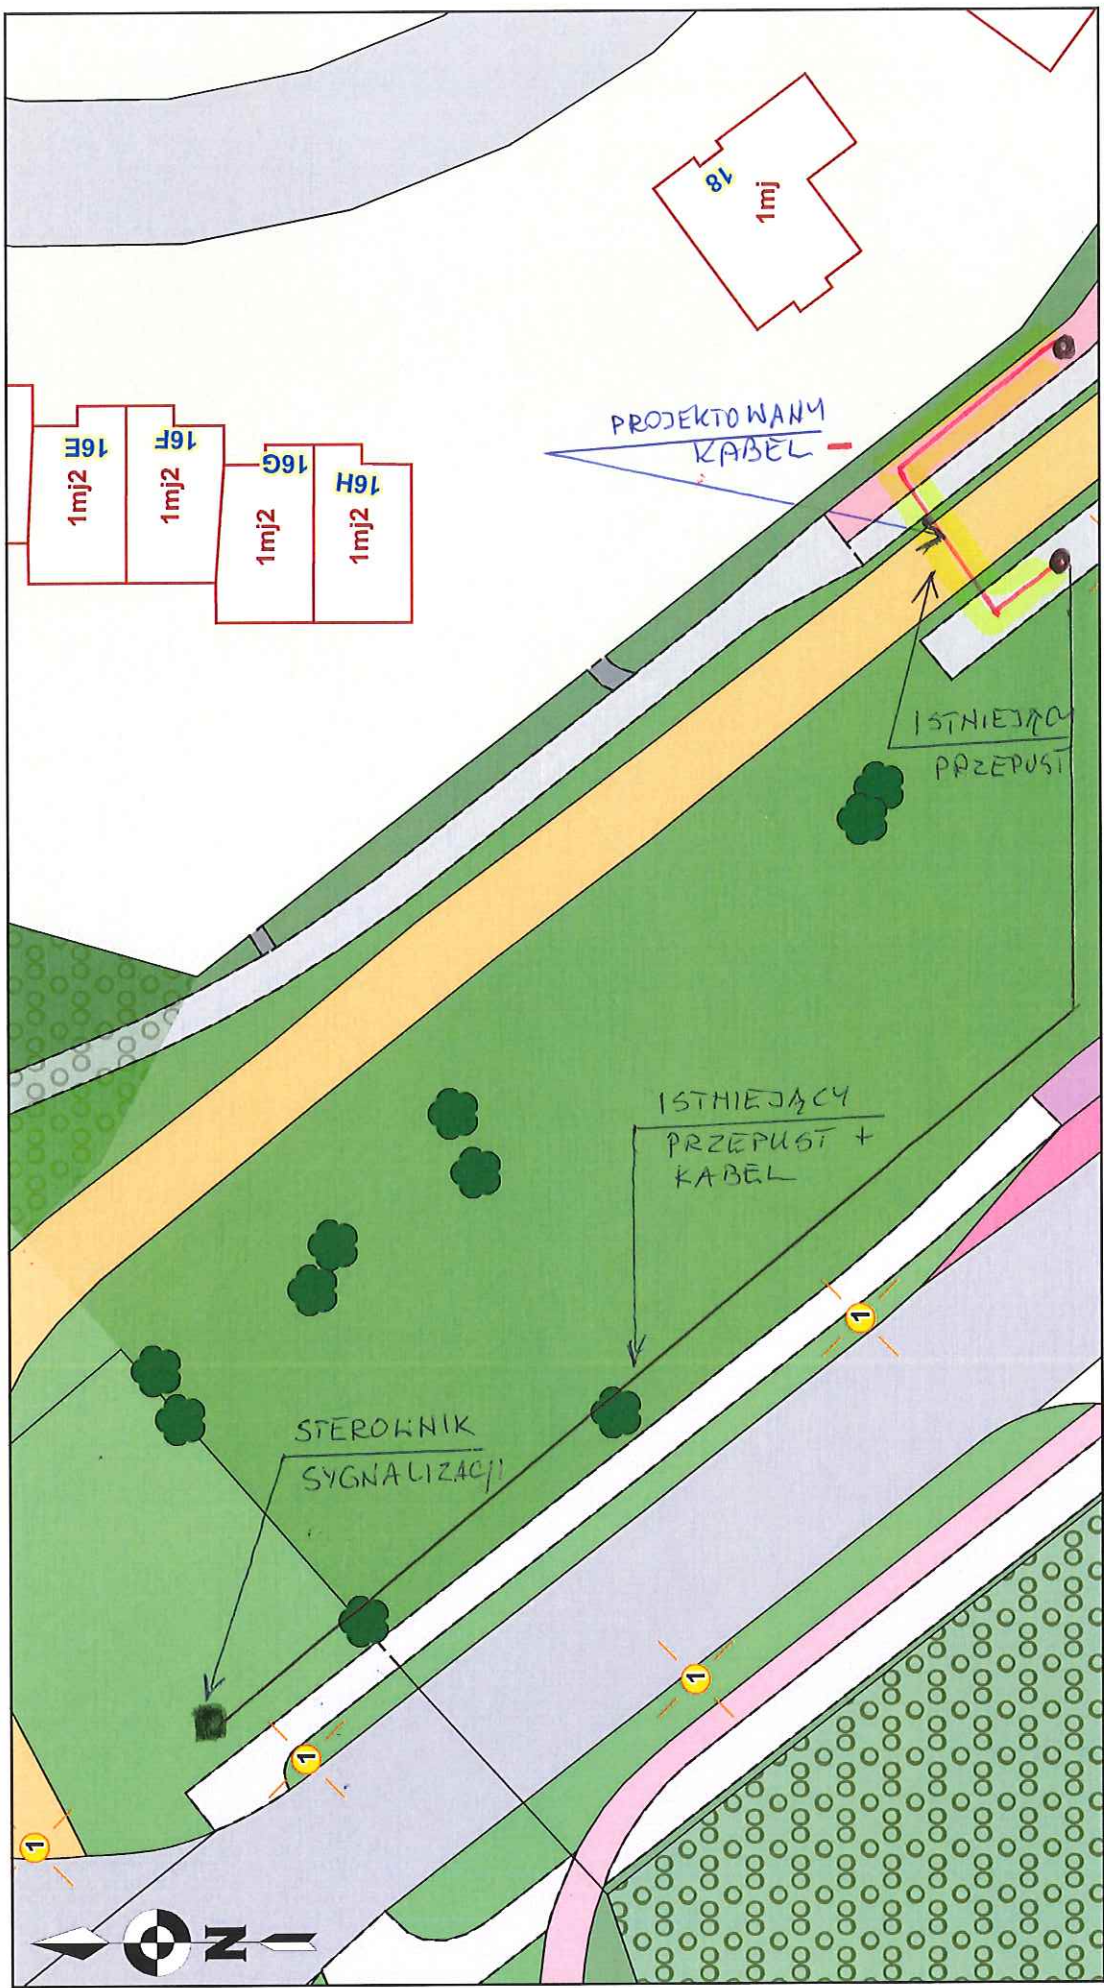 18
1mj
16E
1mj2
16F
1mj2
16G
1mj2
16H
1mj2
PROJEKTOWANY
KABEL
ISTNIEJĄCY
PRZEPUST
ISTNIEJĄCY
PRZEPUST +
KABEL
STEROWNIK
SYGNALIZACJI
1
1
1
1
N